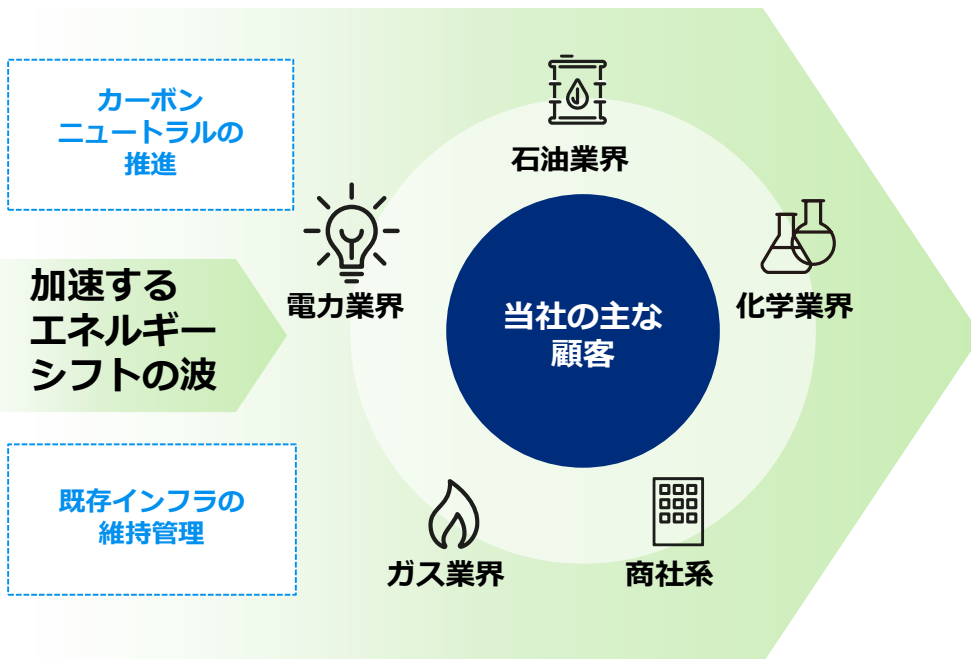 カーボン
ニュートラルの
推進
加速する
エネルギー
シフトの波
既存インフラの
維持管理
石油業界
電力業界
化学業界
当社の主な
顧客
ガス業界
商社系